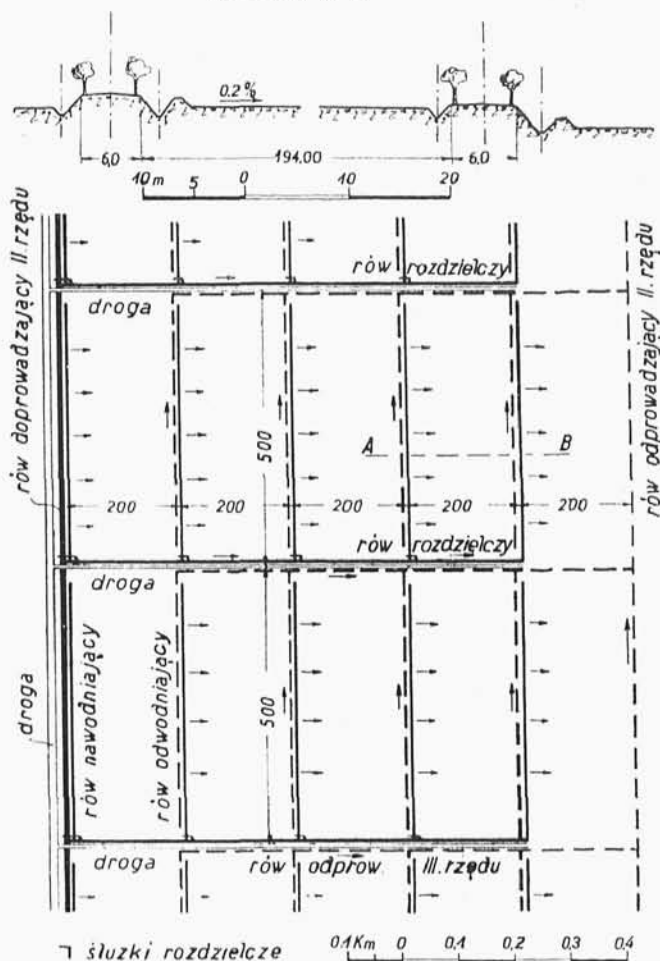 0.2%
6,0 194.00 6,0
10m 5 0 10 20
rów rozdzielczy
droga
rów doprowadzający II. rzędu
rów odprowadzający II. rzędu
500
A B
200 200 200 200 200
rów rozdzielczy
droga
droga
rów nawodniający
rów odwodniający
500
droga rów odprow. III. rzędu
śluzki rozdzielcze
0.1Km 0 0,1 0,2 0,3 0,4